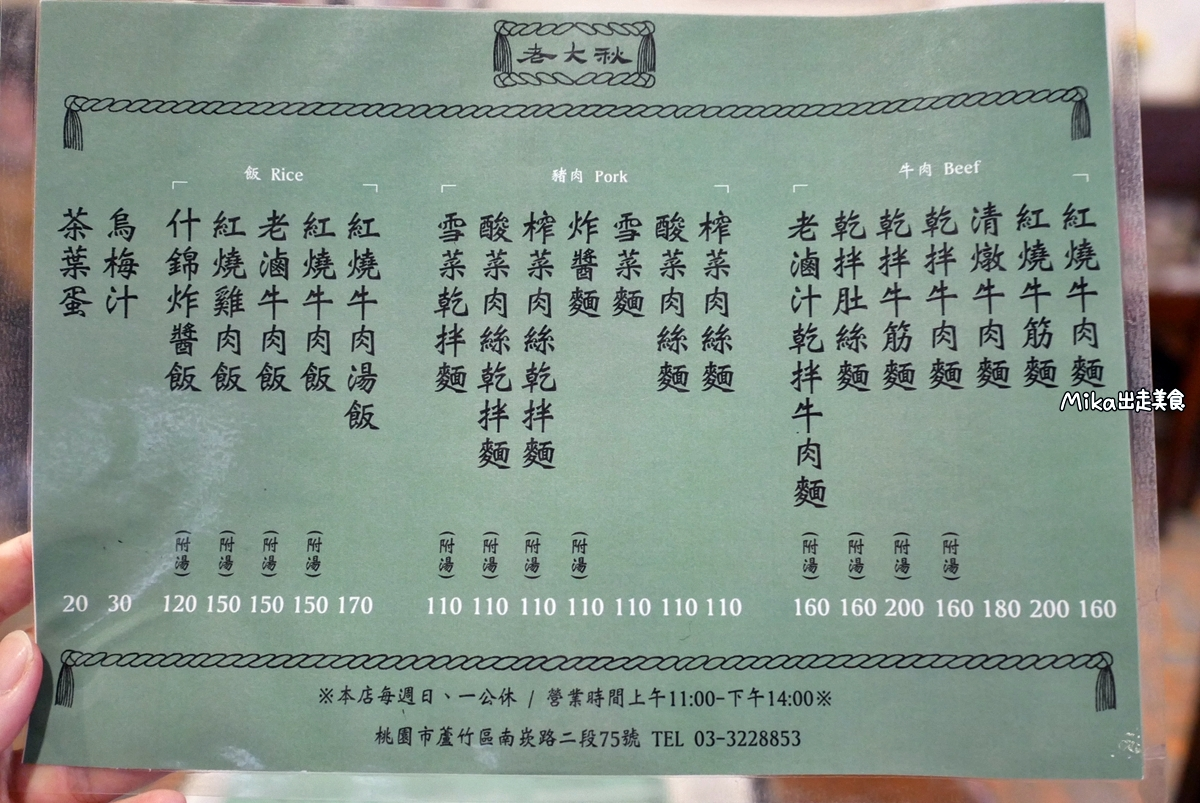 老大秋
牛肉 Beef
紅燒牛肉麵 160
紅燒牛筋麵 200
清燉牛肉麵 180
乾拌牛肉麵(附湯) 160
乾拌牛筋麵(附湯) 200
乾拌肚絲麵(附湯) 160
老滷汁乾拌牛肉麵(附湯) 160
豬肉 Pork
榨菜肉絲麵 110
酸菜肉絲麵 110
雪菜麵 110
炸醬麵(附湯) 110
榨菜肉絲乾拌麵(附湯) 110
酸菜肉絲乾拌麵(附湯) 110
雪菜乾拌麵(附湯) 110
飯 Rice
紅燒牛肉湯飯 170
紅燒牛肉飯(附湯) 150
老滷牛肉飯(附湯) 150
紅燒雞肉飯(附湯) 150
什錦炸醬飯(附湯) 120
烏梅汁 30
茶葉蛋 20
※本店每週日、一公休 / 營業時間上午11:00-下午14:00※
桃園市蘆竹區南崁路二段75號 TEL 03-3228853
Mika出走美食